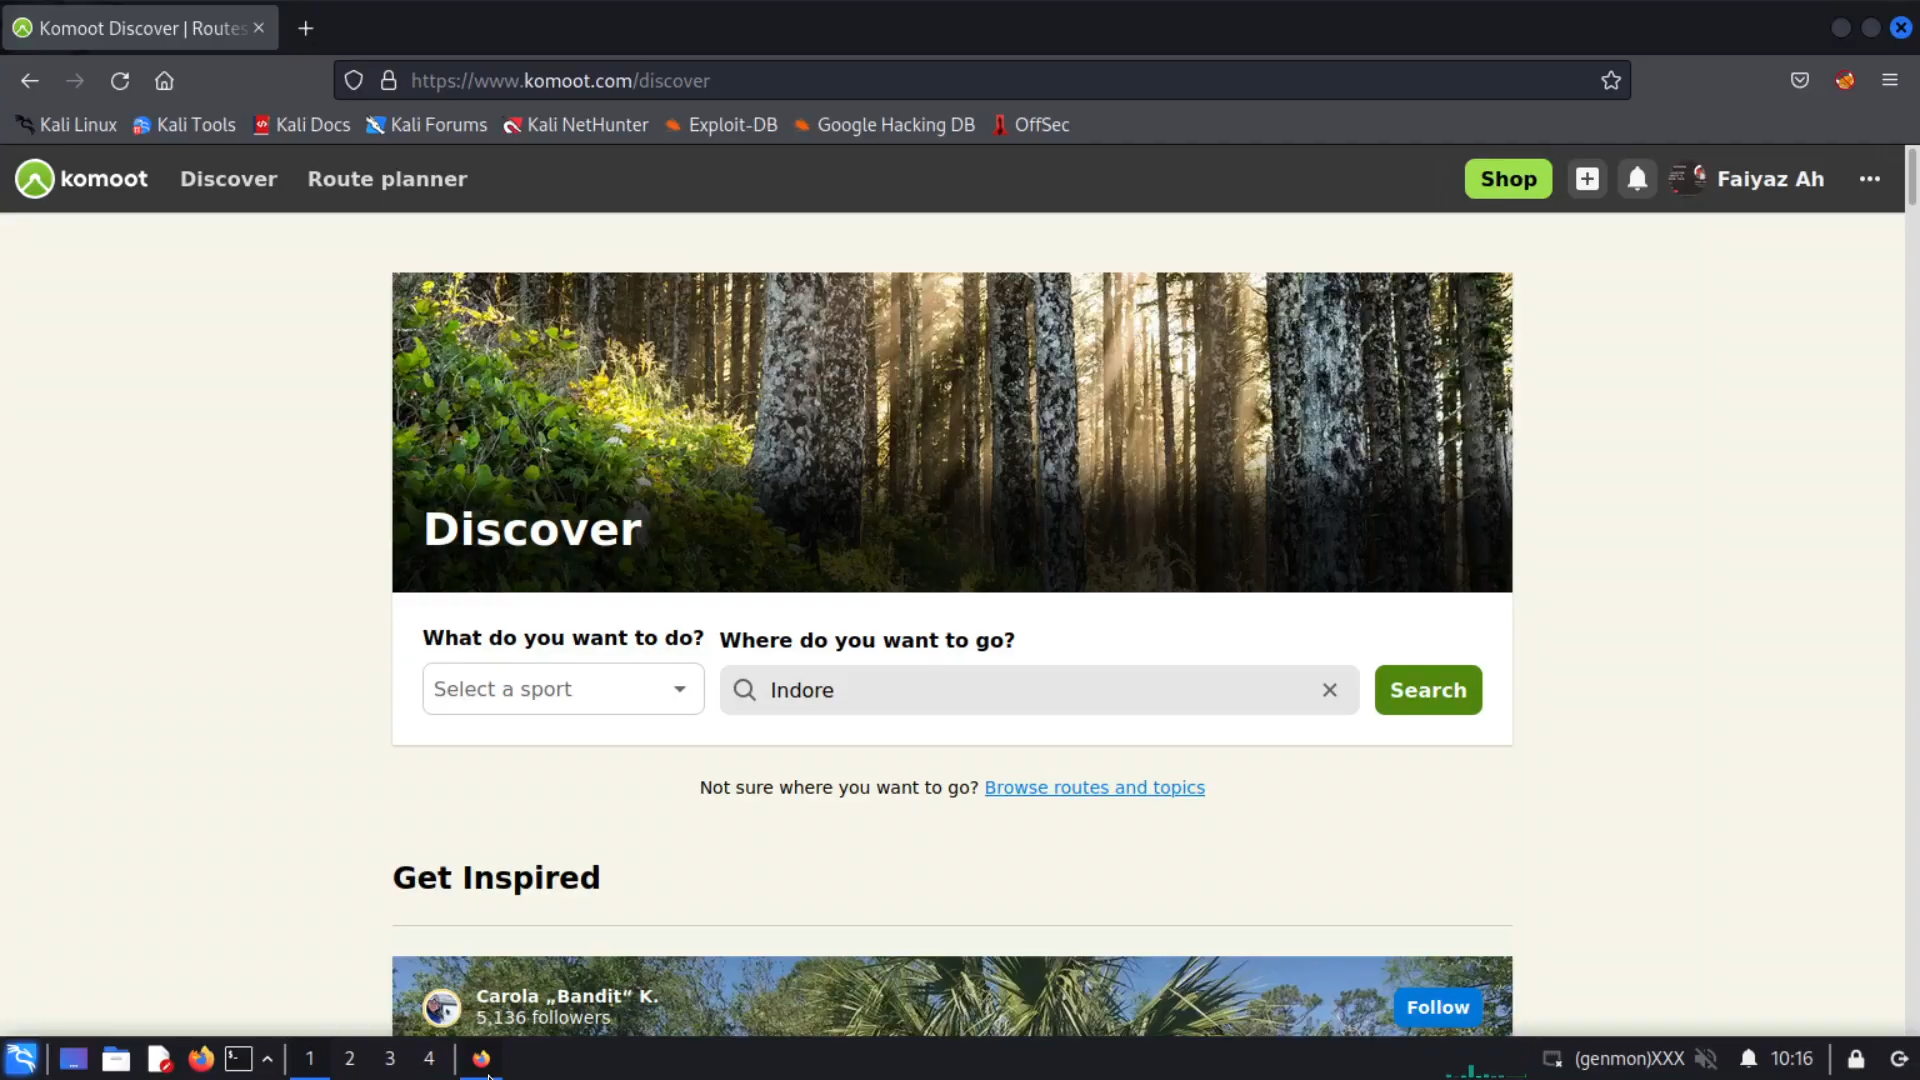 Komoot Discover | Routes
https://www.komoot.com/discover
Kali Linux
Kali Tools
Kali Docs
Kali Forums
Kali NetHunter
Exploit-DB
Google Hacking DB
OffSec
komoot
Discover
Route planner
Shop
Faiyaz Ah
Discover
What do you want to do?
Where do you want to go?
Select a sport
Indore
Search
Not sure where you want to go? Browse routes and topics
Get Inspired
Carola „Bandit“ K.
5,136 followers
Follow
1
2
3
4
(genmon)XXX
10:16